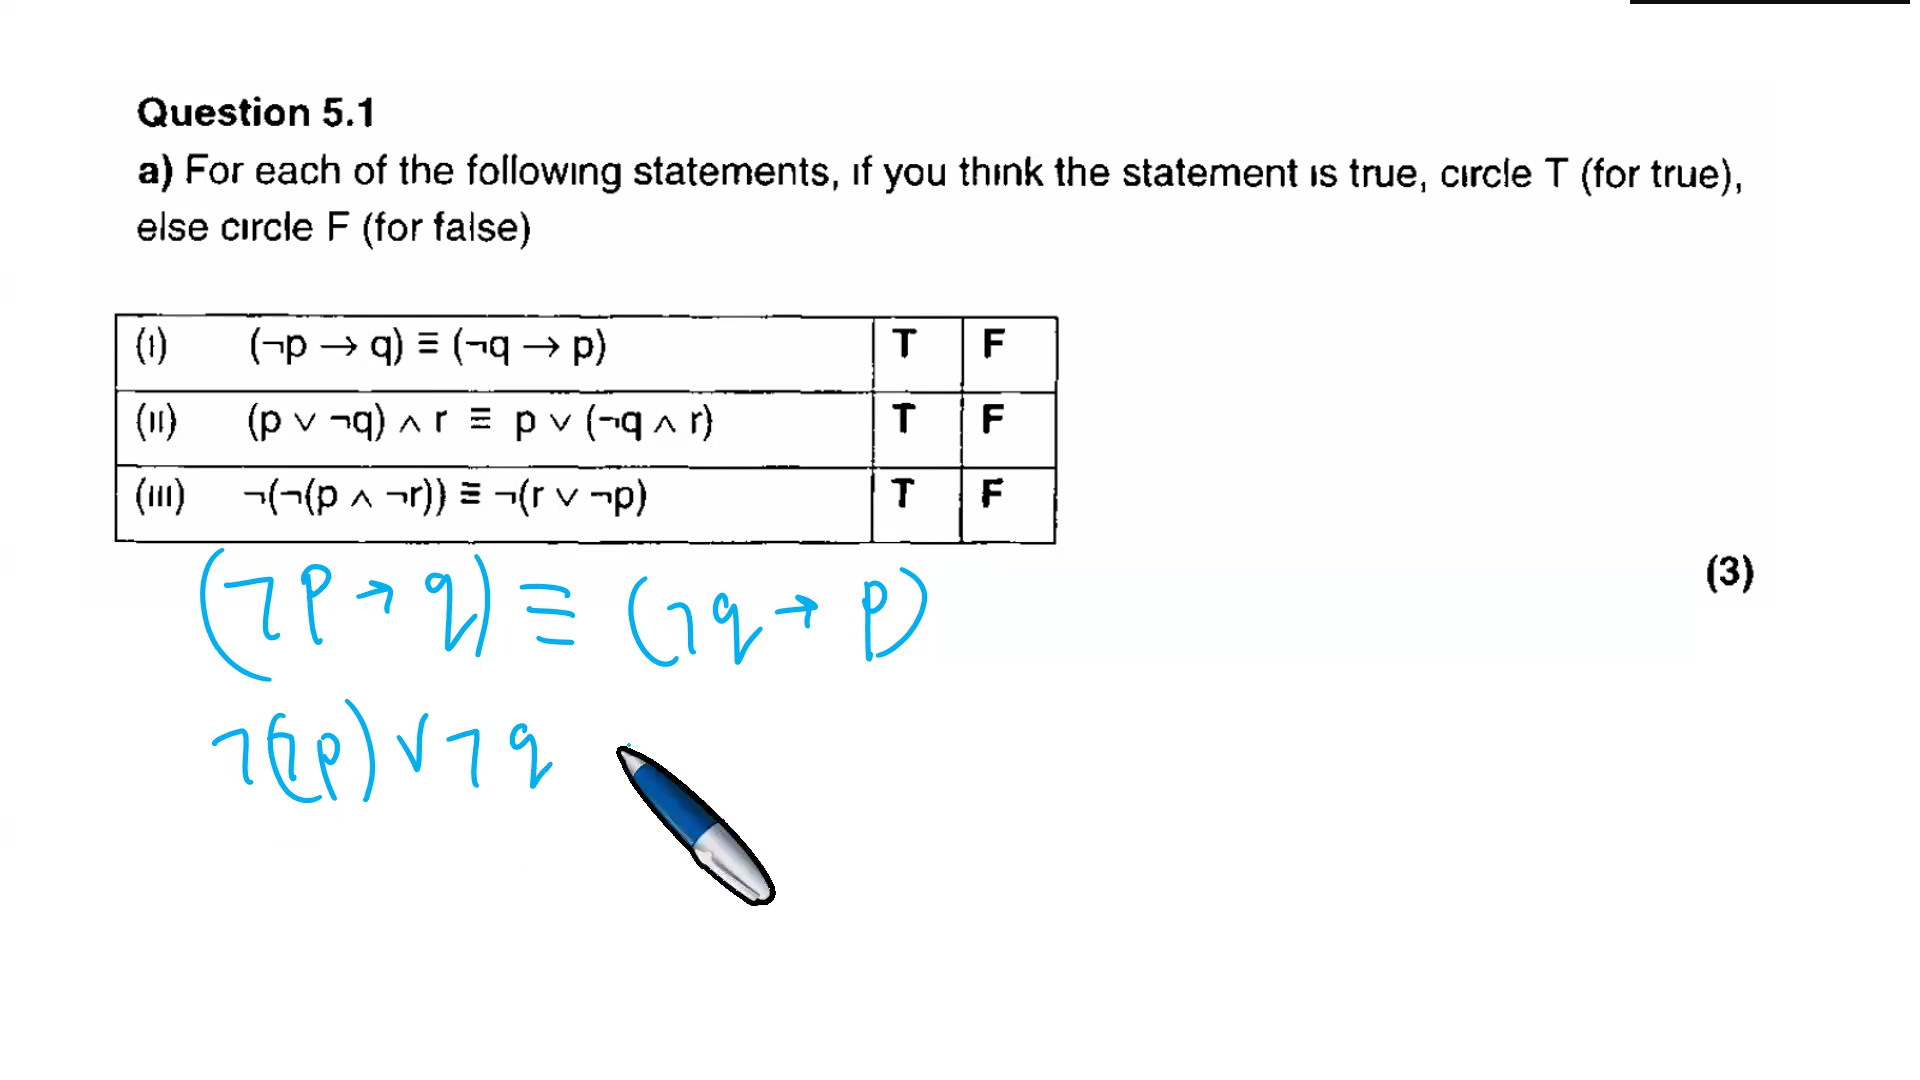 Question 5.1
a) For each of the following statements, if you think the statement is true, circle T (for true),
else circle F (for false)
(i) (¬p → q) ≡ (¬q → p) T F
(ii) (p ∨ ¬q) ∧ r ≡ p ∨ (¬q ∧ r) T F
(iii) ¬(¬(p ∧ ¬r)) ≡ ¬(r ∨ ¬p) T F
(3)
(¬p → q) ≡ (¬q → p)
¬(¬p) ∨ ¬q